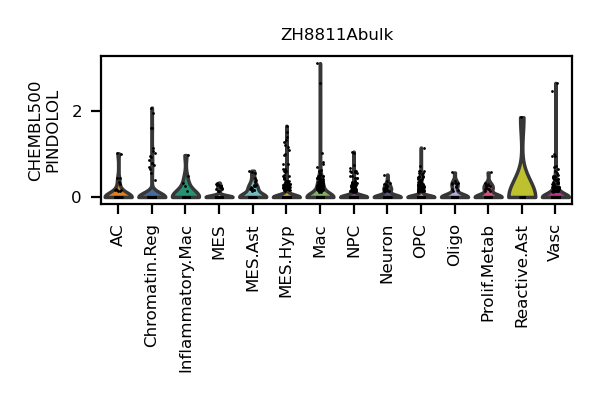 ZH8811Abulk
CHEMBL500
PINDOLOL
2
0
AC
Chromatin.Reg
Inflammatory.Mac
MES
MES.Ast
MES.Hyp
Mac
NPC
Neuron
OPC
Oligo
Prolif.Metab
Reactive.Ast
Vasc